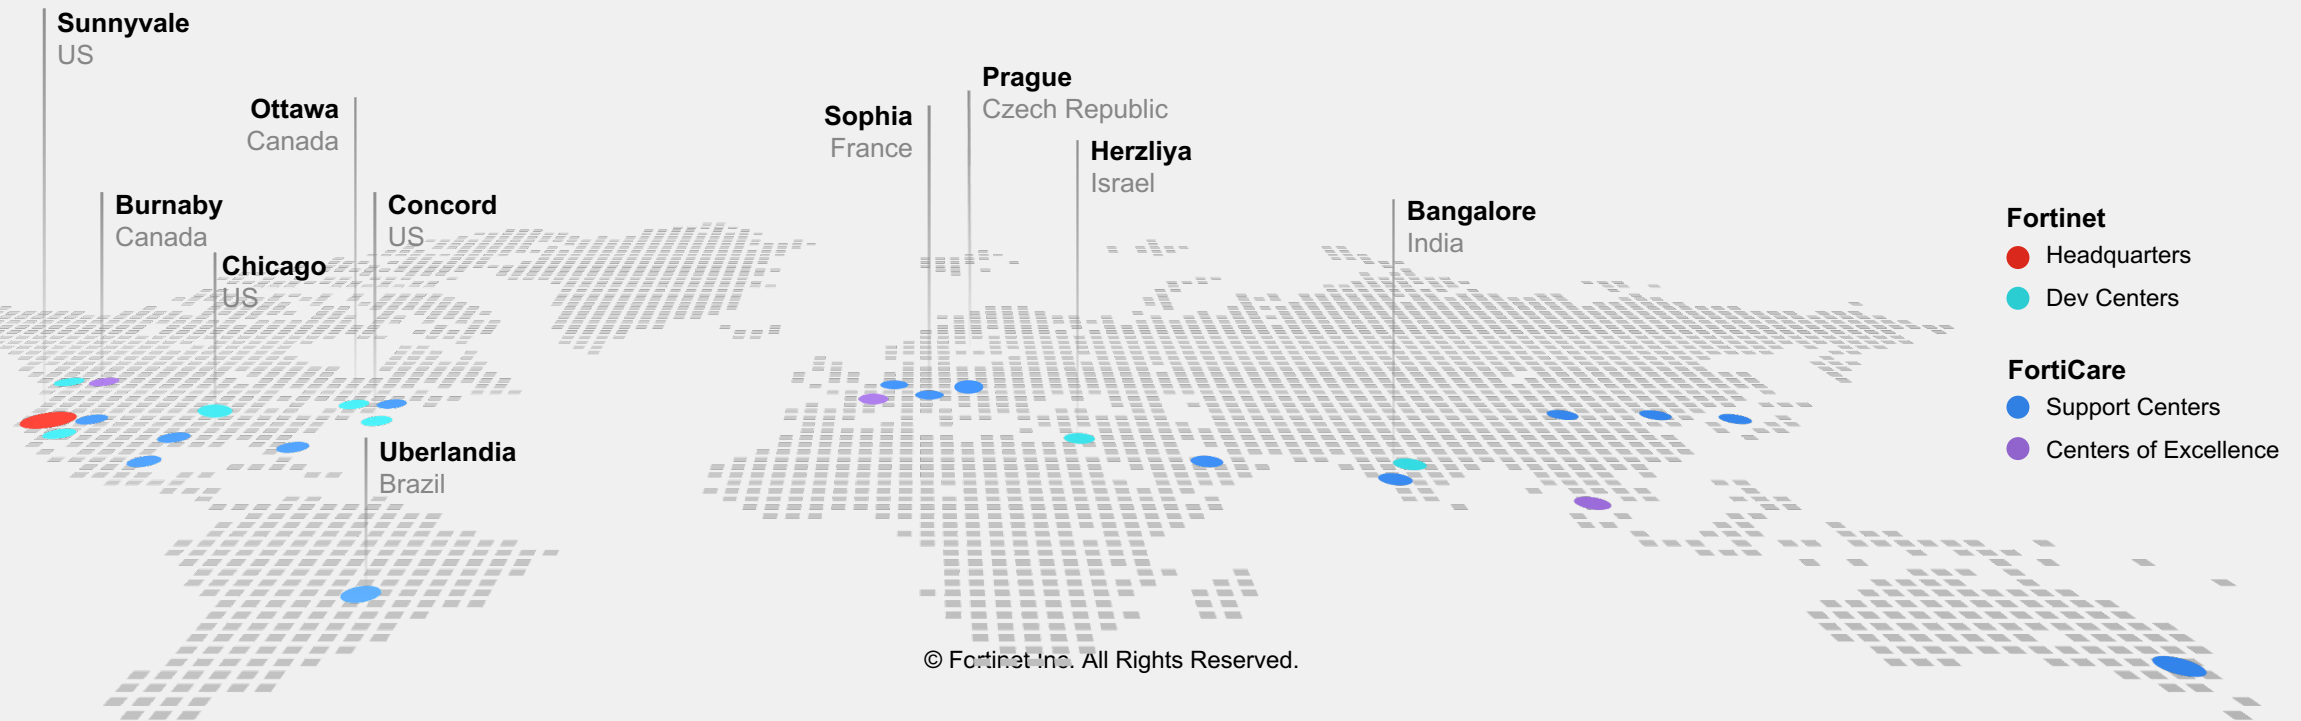 Sunnyvale
US
Ottawa
Canada
Burnaby
Canada
Concord
US
Chicago
US
Uberlandia
Brazil
Sophia
France
Prague
Czech Republic
Herzliya
Israel
Bangalore
India
Fortinet
Headquarters
Dev Centers
FortiCare
Support Centers
Centers of Excellence
© Fortinet Inc. All Rights Reserved.